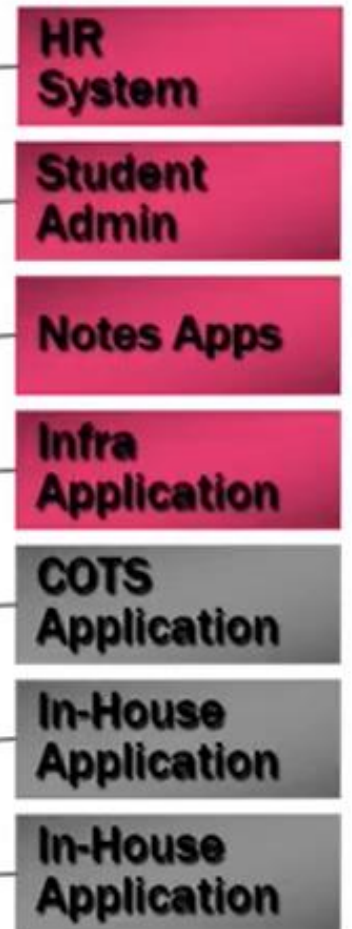 HR
System
Student
Admin
Notes Apps
Infra
Application
COTS
Application
In-House
Application
In-House
Application